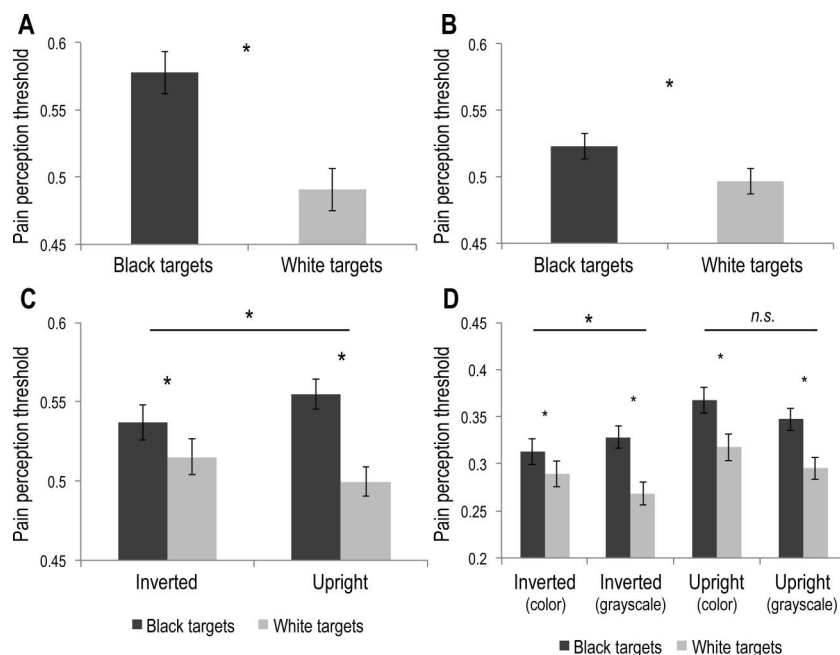 A
Pain perception threshold
0.6
0.55
0.5
0.45
*
Black targets White targets
B
Pain perception threshold
0.6
0.55
0.5
0.45
*
Black targets White targets
C
Pain perception threshold
0.6
0.55
0.5
0.45
*
* *
Inverted Upright
Black targets White targets
D
Pain perception threshold
0.45
0.4
0.35
0.3
0.25
0.2
* n.s.
* * * *
Inverted Inverted Upright Upright
(color) (grayscale) (color) (grayscale)
Black targets White targets